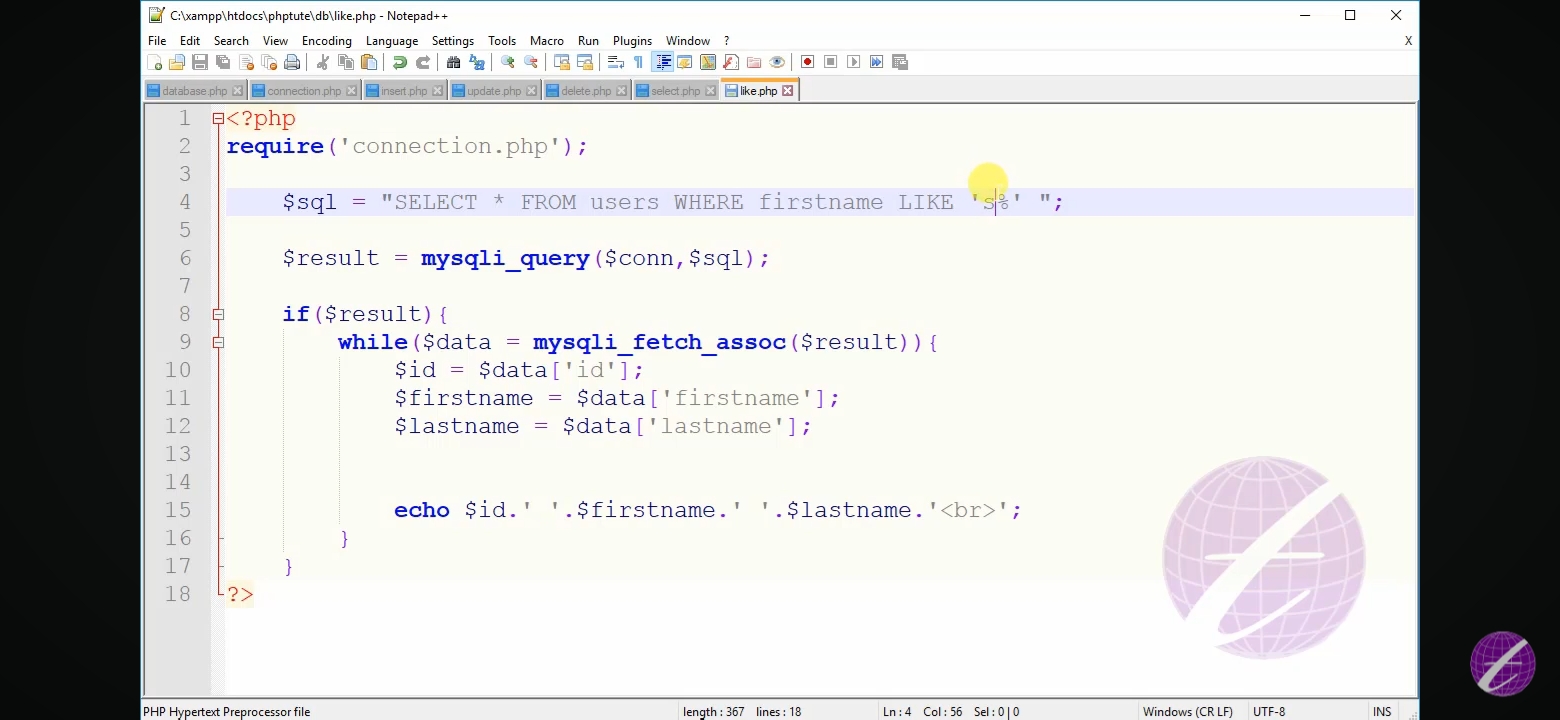 C:\xampp\htdocs\phptute\db\like.php - Notepad++
File Edit Search View Encoding Language Settings Tools Macro Run Plugins Window ? X
database.php connection.php insert.php update.php delete.php select.php like.php
1 <?php
2 require('connection.php');
3
4 $sql = "SELECT * FROM users WHERE firstname LIKE 's%' ";
5
6 $result = mysqli_query($conn,$sql);
7
8 if($result){
9 while($data = mysqli_fetch_assoc($result)){
10 $id = $data['id'];
11 $firstname = $data['firstname'];
12 $lastname = $data['lastname'];
13
14
15 echo $id.' '.$firstname.' '.$lastname.'<br>';
16 }
17 }
18 ?>
PHP Hypertext Preprocessor file length : 367 lines : 18 Ln : 4 Col : 56 Sel : 0 | 0 Windows (CR LF) UTF-8 INS